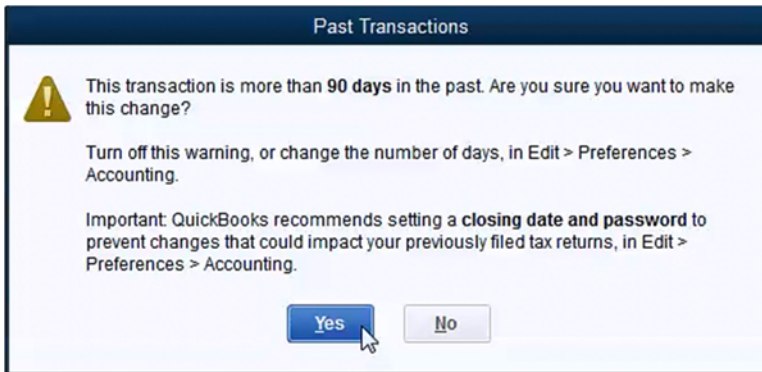 Past Transactions
This transaction is more than 90 days in the past. Are you sure you want to make
this change?
Turn off this warning, or change the number of days, in Edit > Preferences >
Accounting.
Important: QuickBooks recommends setting a closing date and password to
prevent changes that could impact your previously filed tax returns, in Edit >
Preferences > Accounting.
Yes No